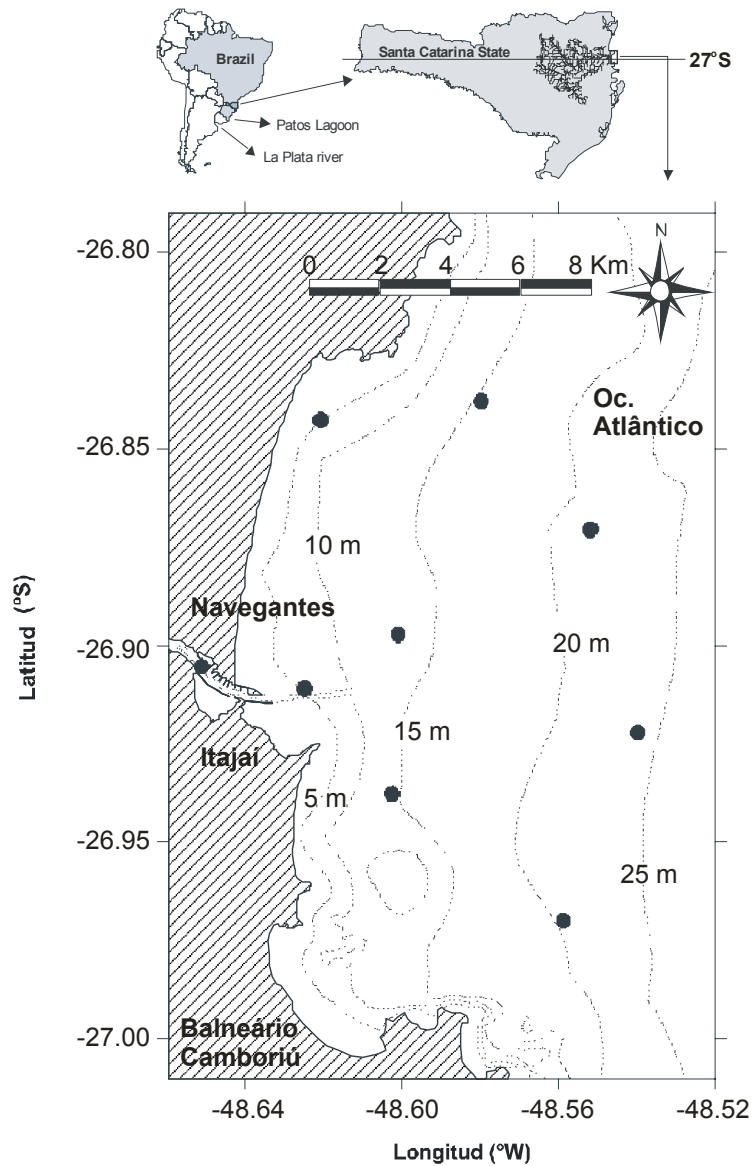 Brazil
Santa Catarina State
27°S
Patos Lagoon
La Plata river
-26.80
0 2 4 6 8 Km
N
Oc.
Atlântico
-26.85
10 m
Navegantes
-26.90
20 m
15 m
Itajaí
5 m
-26.95
25 m
-27.00
Balneário
Camboriú
-48.64 -48.60 -48.56 -48.52
Latitud (ºS)
Longitud (ºW)